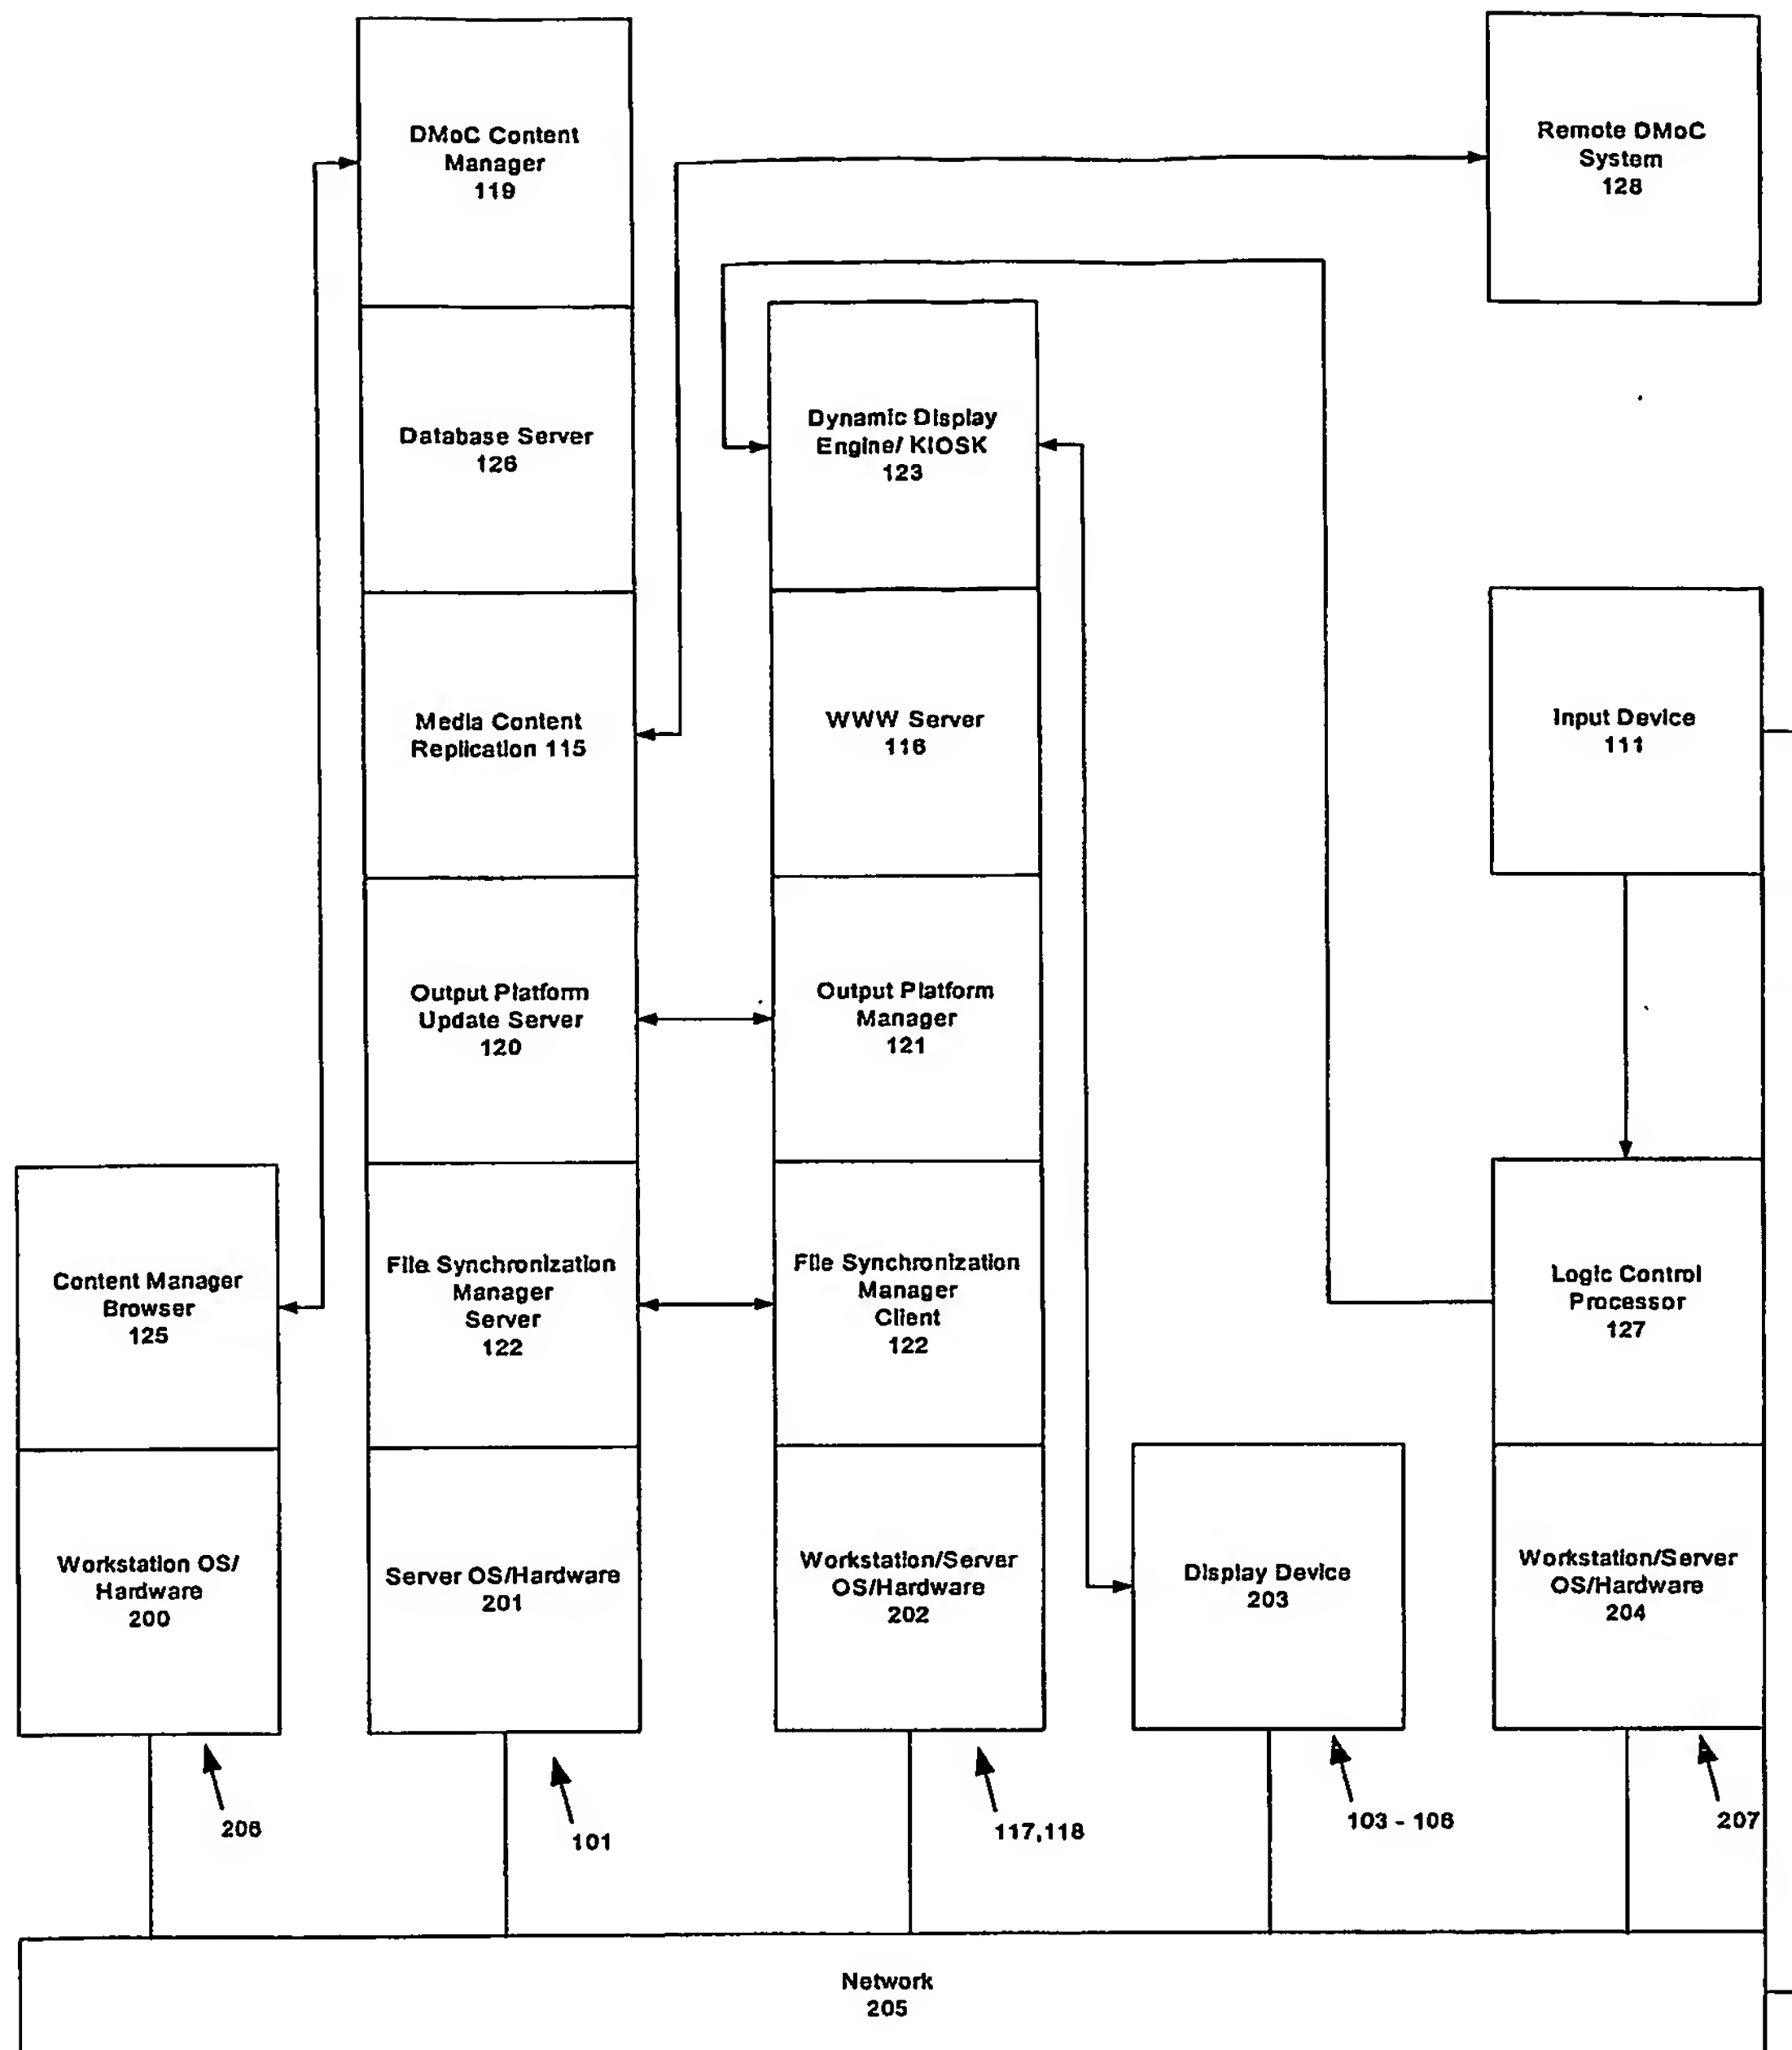 DMoC Content
Manager
119
Remote DMoC
System
128
Database Server
126
Dynamic Display
Engine/ KIOSK
123
Media Content
Replication 115
WWW Server
116
Input Device
111
Output Platform
Update Server
120
Output Platform
Manager
121
Content Manager
Browser
125
File Synchronization
Manager
Server
122
File Synchronization
Manager
Client
122
Logic Control
Processor
127
Workstation OS/
Hardware
200
Server OS/Hardware
201
Workstation/Server
OS/Hardware
202
Display Device
203
Workstation/Server
OS/Hardware
204
206
101
117,118
103 - 106
207
Network
205